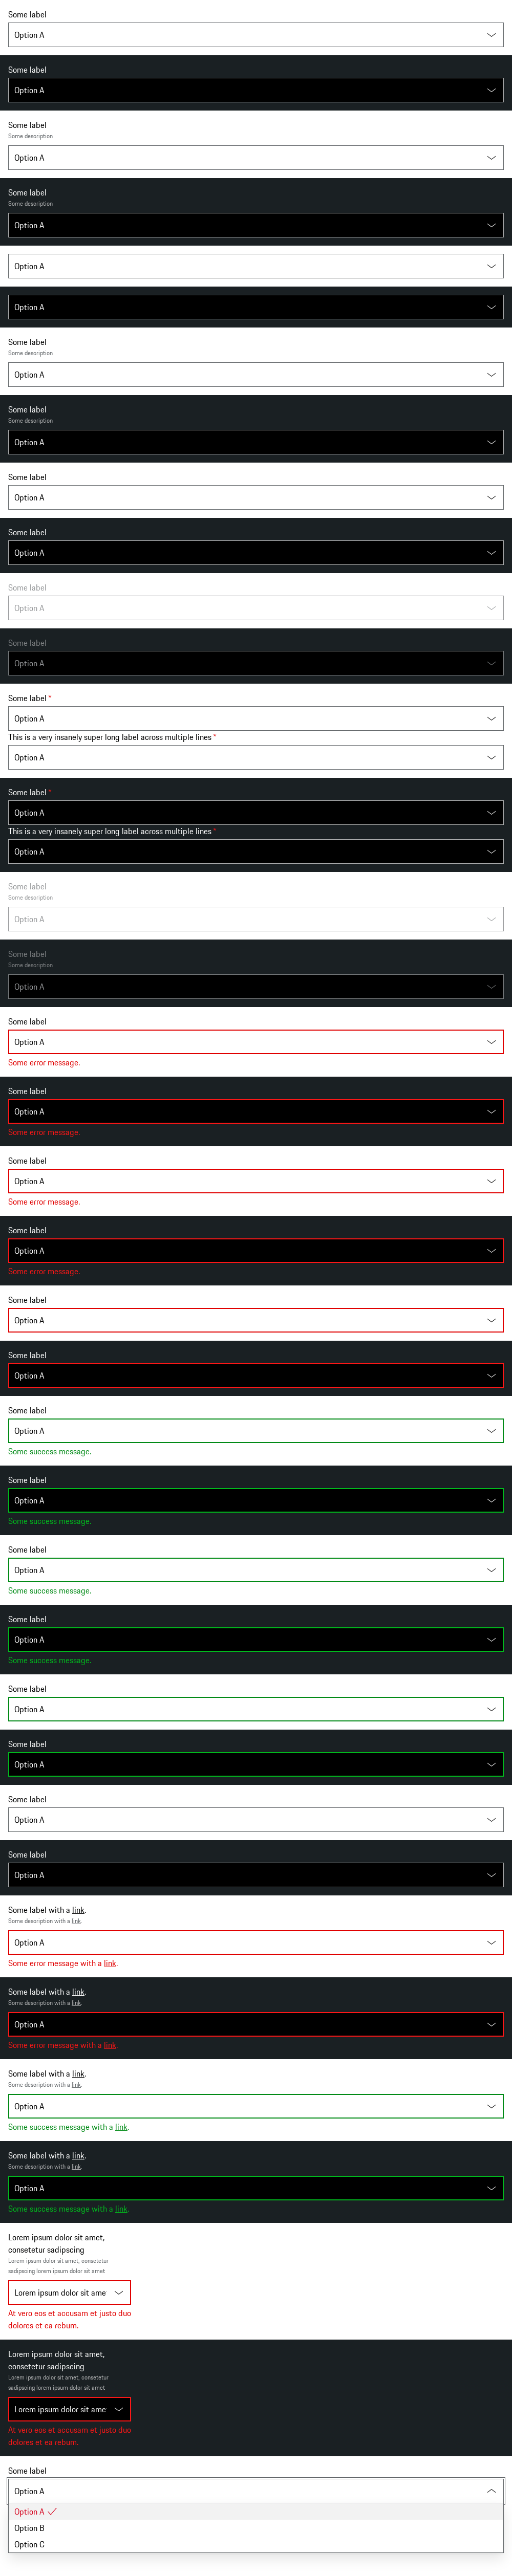 Some label
Option A
Some label
Option A
Some label
Some description
Option A
Some label
Some description
Option A
Option A
Option A
Some label
Some description
Option A
Some label
Some description
Option A
Some label
Option A
Some label
Option A
Some label
Option A
Some label
Option A
Some label *
Option A
This is a very insanely super long label across multiple lines *
Option A
Some label *
Option A
This is a very insanely super long label across multiple lines *
Option A
Some label
Some description
Option A
Some label
Some description
Option A
Some label
Option A
Some error message.
Some label
Option A
Some error message.
Some label
Option A
Some error message.
Some label
Option A
Some error message.
Some label
Option A
Some label
Option A
Some label
Option A
Some success message.
Some label
Option A
Some success message.
Some label
Option A
Some success message.
Some label
Option A
Some success message.
Some label
Option A
Some label
Option A
Some label
Option A
Some label
Option A
Some label with a link.
Some description with a link.
Option A
Some error message with a link.
Some label with a link.
Some description with a link.
Option A
Some error message with a link.
Some label with a link.
Some description with a link.
Option A
Some success message with a link.
Some label with a link.
Some description with a link.
Option A
Some success message with a link.
Lorem ipsum dolor sit amet,
consetetur sadipscing
Lorem ipsum dolor sit amet, consetetur
sadipscing lorem ipsum dolor sit amet
Lorem ipsum dolor sit ame
At vero eos et accusam et justo duo
dolores et ea rebum.
Lorem ipsum dolor sit amet,
consetetur sadipscing
Lorem ipsum dolor sit amet, consetetur
sadipscing lorem ipsum dolor sit amet
Lorem ipsum dolor sit ame
At vero eos et accusam et justo duo
dolores et ea rebum.
Some label
Option A
Option A
Option B
Option C